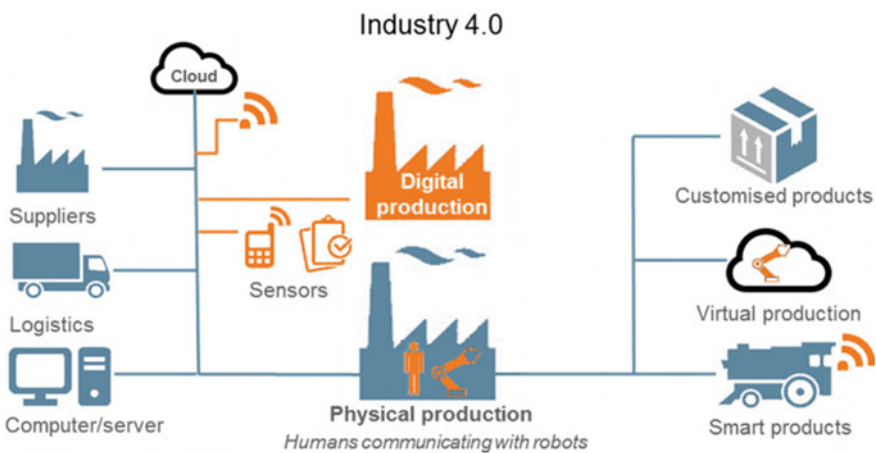 Industry 4.0
Cloud
Suppliers
Logistics
Computer/server
Sensors
Digital
production
Physical production
Humans communicating with robots
Customised products
Virtual production
Smart products